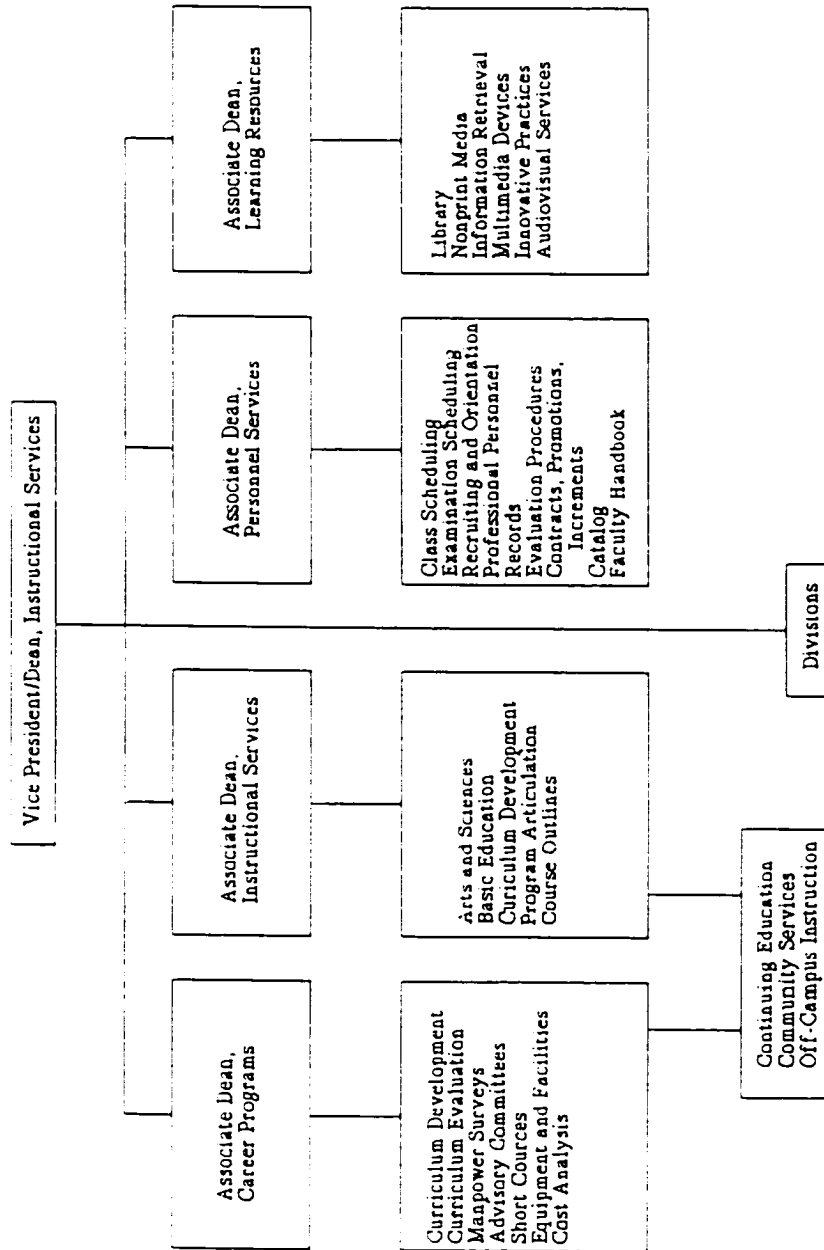 Vice President/Dean, Instructional Services
Associate Dean,
Career Programs
Associate Dean,
Instructional Services
Associate Dean,
Personnel Services
Associate Dean,
Learning Resources
Curriculum Development
Curriculum Evaluation
Manpower Surveys
Advisory Committees
Short Cources
Equipment and Facilities
Cost Analysis
Arts and Sciences
Basic Education
Curiculum Development
Program Articulation
Course Outlines
Class Scheduling
Examination Scheduling
Recruiting and Orientation
Professional Personnel
Records
Evaluation Procedures
Contracts, Promotions,
Increments
Catalog
Faculty Handbook
Library
Nonprint Media
Information Retrieval
Multimedia Devices
Innovative Practices
Audiovisual Services
Continuing Education
Community Services
Off-Campus Instruction
Divisions